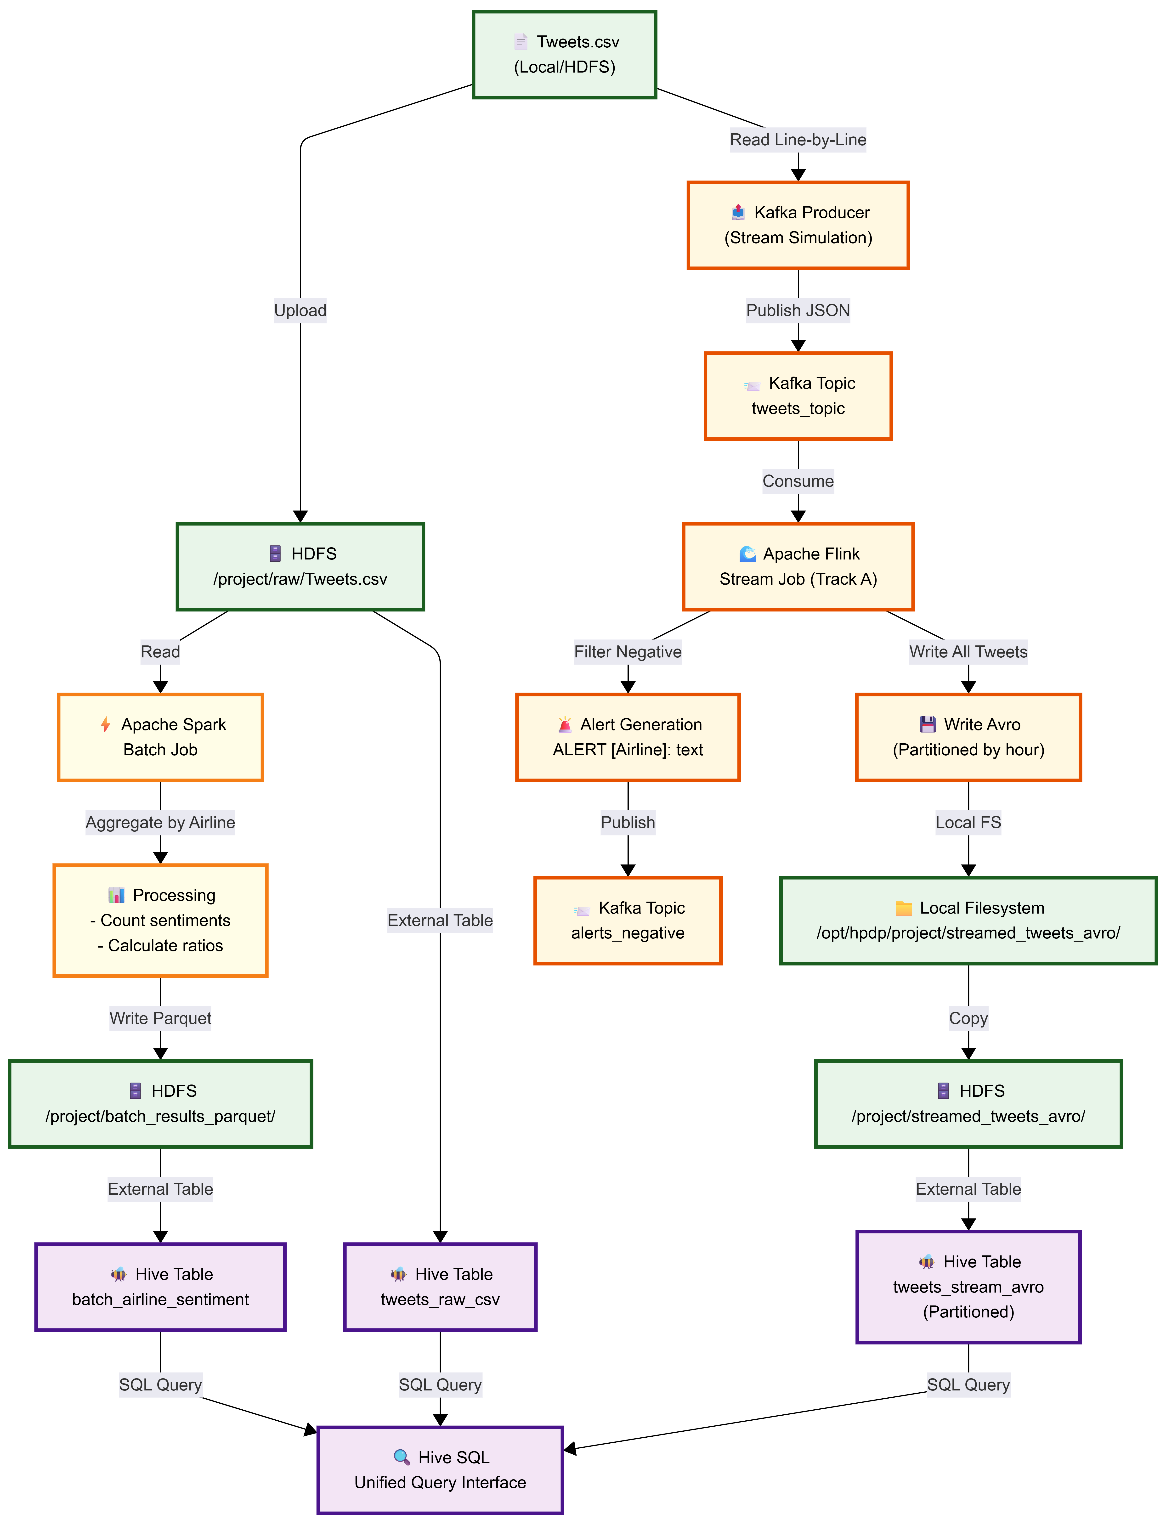 Tweets.csv
(Local/HDFS)
Read Line-by-Line
Kafka Producer
(Stream Simulation)
Upload
Publish JSON
Kafka Topic
tweets_topic
Consume
HDFS
/project/raw/Tweets.csv
Apache Flink
Stream Job (Track A)
Read
Filter Negative
Write All Tweets
Apache Spark
Batch Job
Alert Generation
ALERT [Airline]: text
Write Avro
(Partitioned by hour)
Aggregate by Airline
Publish
Local FS
Processing
- Count sentiments
- Calculate ratios
External Table
Kafka Topic
alerts_negative
Local Filesystem
/opt/hpdp/project/streamed_tweets_avro/
Write Parquet
Copy
HDFS
/project/batch_results_parquet/
HDFS
/project/streamed_tweets_avro/
External Table
External Table
Hive Table
batch_airline_sentiment
Hive Table
tweets_raw_csv
Hive Table
tweets_stream_avro
(Partitioned)
SQL Query
SQL Query
SQL Query
Hive SQL
Unified Query Interface